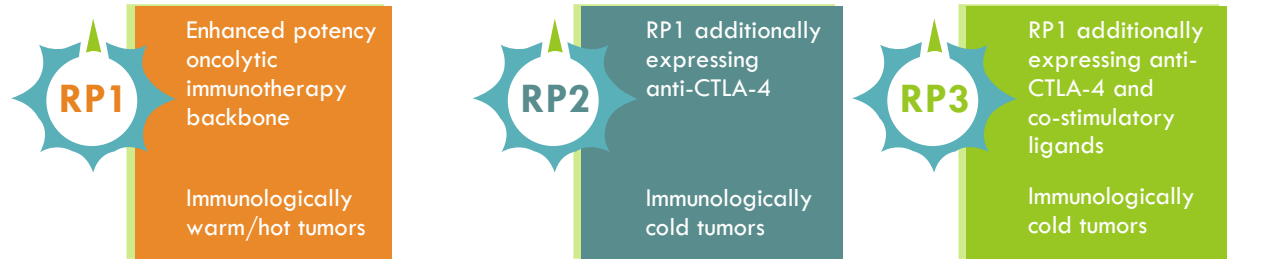 RP1
Enhanced potency
oncolytic
immunotherapy
backbone
Immunologically
warm/hot tumors
RP2
RP1 additionally
expressing
anti-CTLA-4
Immunologically
cold tumors
RP3
RP1 additionally
expressing anti-
CTLA-4 and
co-stimulatory
ligands
Immunologically
cold tumors